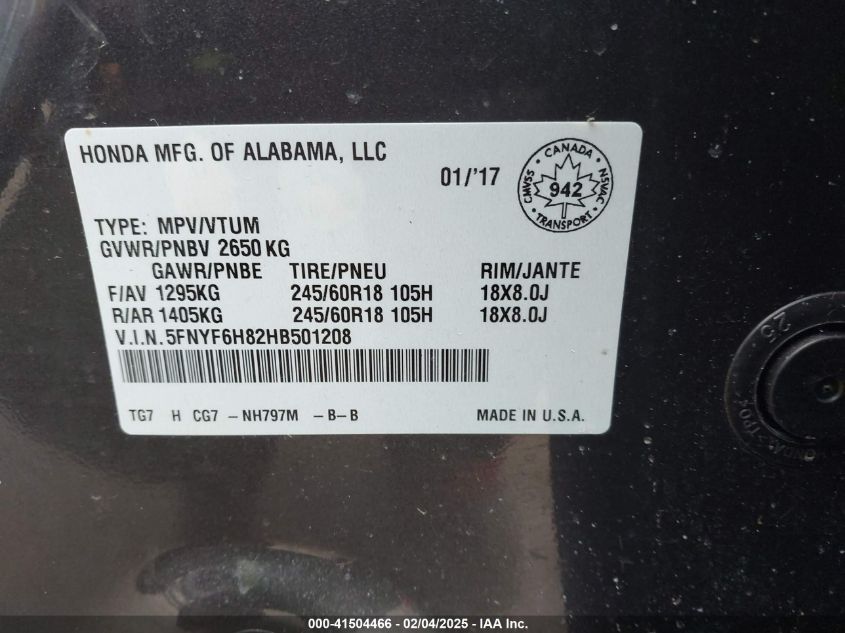 HONDA MFG. OF ALABAMA, LLC
01/'17
CANADA
CMVSS 942 NSVAC
TRANSPORT
TYPE: MPV/VTUM
GVWR/PNBV 2650 KG
GAWR/PNBE TIRE/PNEU RIM/JANTE
F/AV 1295KG 245/60R18 105H 18X8.0J
R/AR 1405KG 245/60R18 105H 18X8.0J
V.I.N. 5FNYF6H82HB501208
TG7 H CG7 - NH797M - B-B MADE IN U.S.A.
25
000-41504466 - 02/04/2025 - IAA Inc.